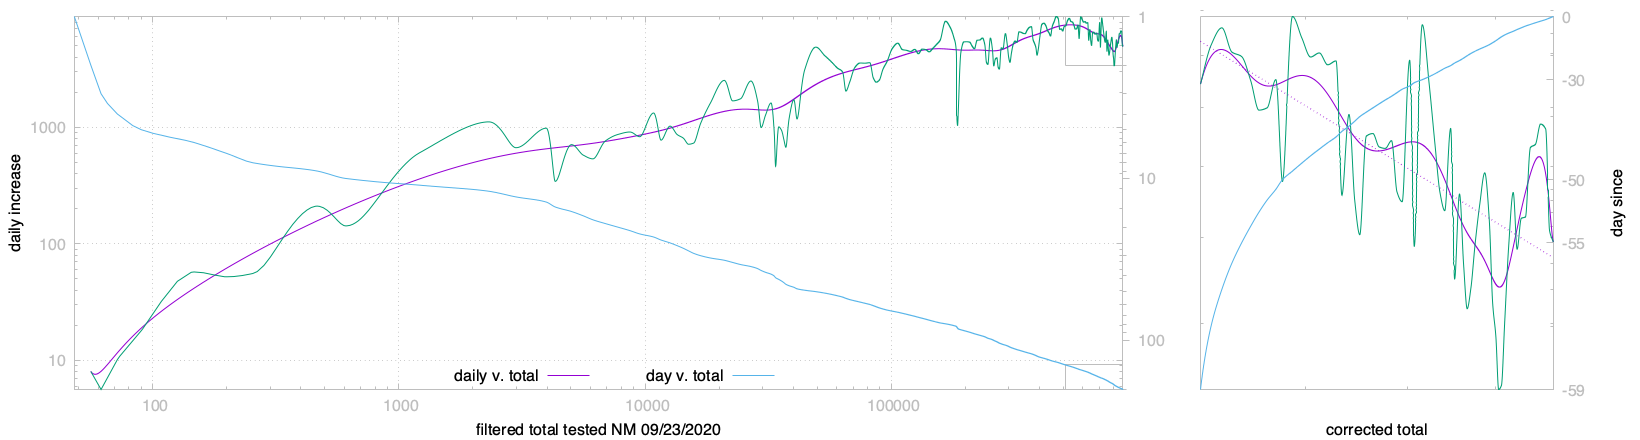 1
0
-30
1000
daily increase
10
-50
day since
100
-55
100
10
daily v. total
day v. total
-59
100
1000
10000
100000
filtered total tested NM 09/23/2020
corrected total